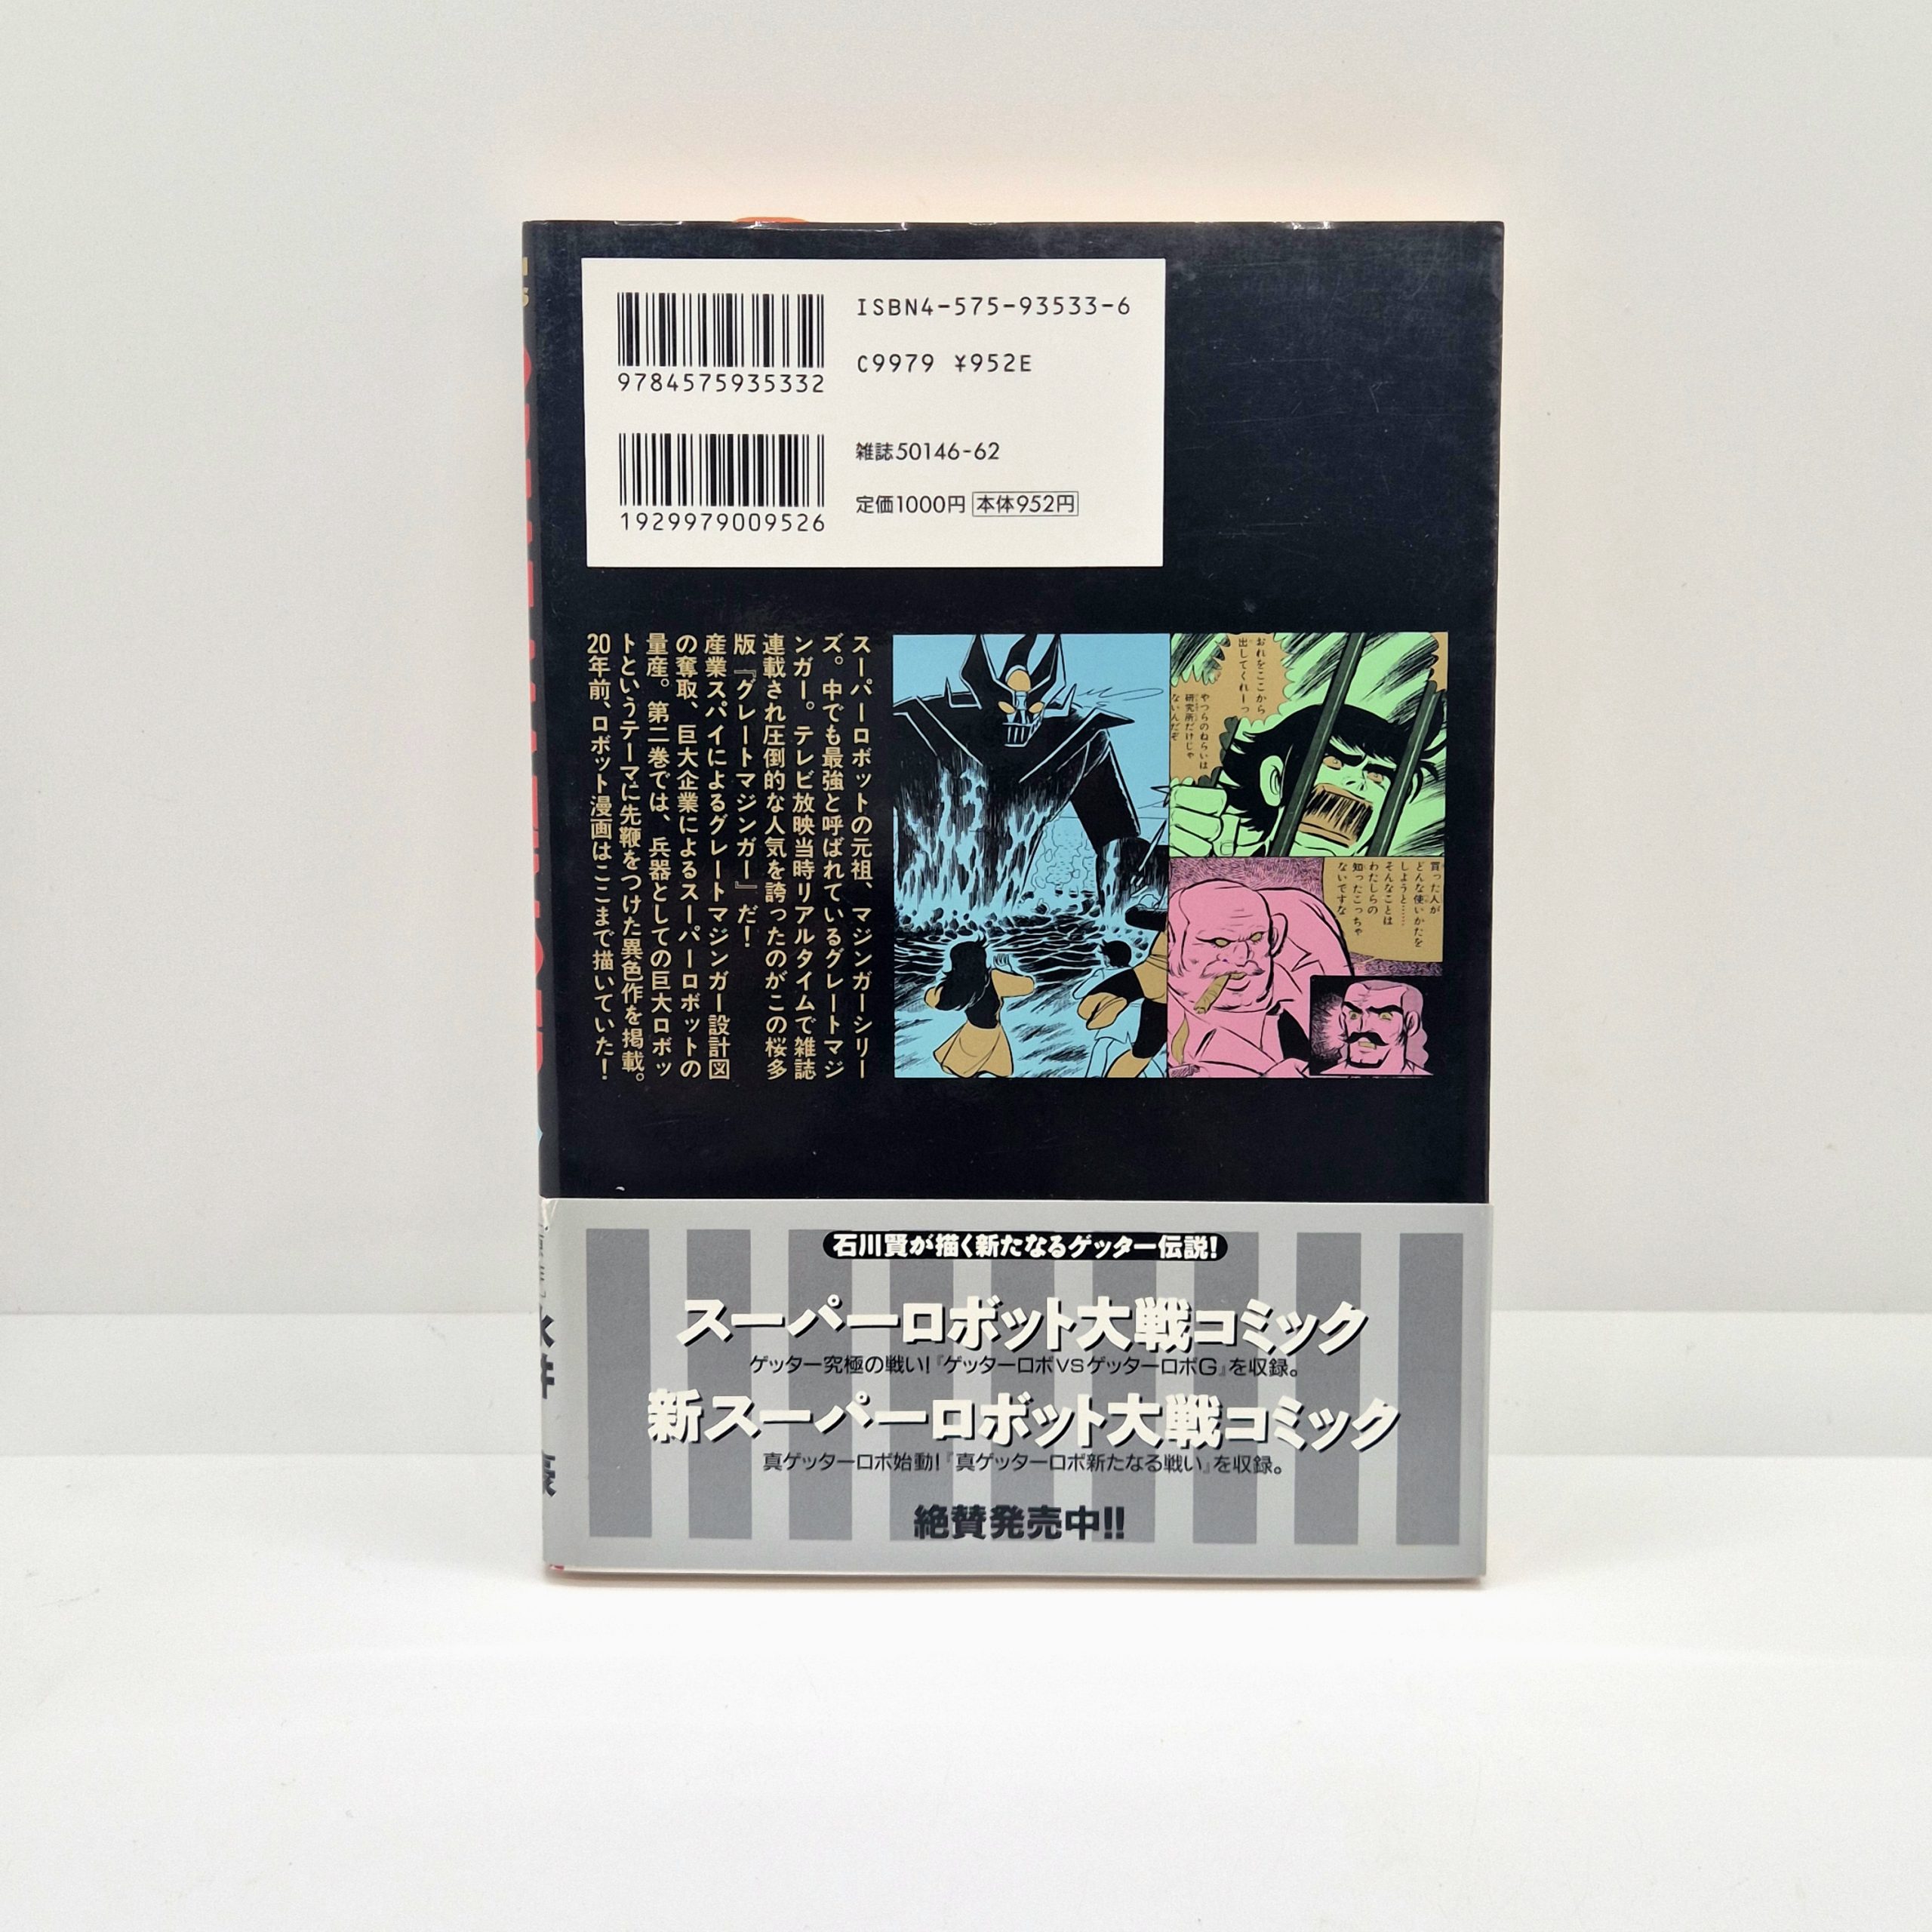 ISBN4-575-93533-6
C9979 ¥952E
9784575935332
雑誌50146-62
定価1000円 本体952円
1929979009526
おれをここから
出してくれーっ
やつらのねらいは
研究所だけじゃ
ないんだぞ
買った人が
どんな使いかたを
しようと……
そんなことは
わたしらの
知ったこっちゃ
ないですな
スーパーロボットの元祖、マジンガーシリー
ズ。中でも最強と呼ばれているグレートマジ
ンガー。テレビ放映当時リアルタイムで雑誌
連載され圧倒的な人気を誇ったのがこの桜多
版『グレートマジンガー』だ！
産業スパイによるグレートマジンガー設計図
の奪取、巨大企業によるスーパーロボットの
量産。第二巻では、兵器としての巨大ロボッ
トというテーマに先鞭をつけた異色作を掲載。
20年前、ロボット漫画はここまで描いていた！
石川賢が描く新たなるゲッター伝説！
スーパーロボット大戦コミック
ゲッター究極の戦い！『ゲッターロボVSゲッターロボG』を収録。
新スーパーロボット大戦コミック
真ゲッターロボ始動！『真ゲッターロボ新たなる戦い』を収録。
絶賛発売中!!
永井
豪